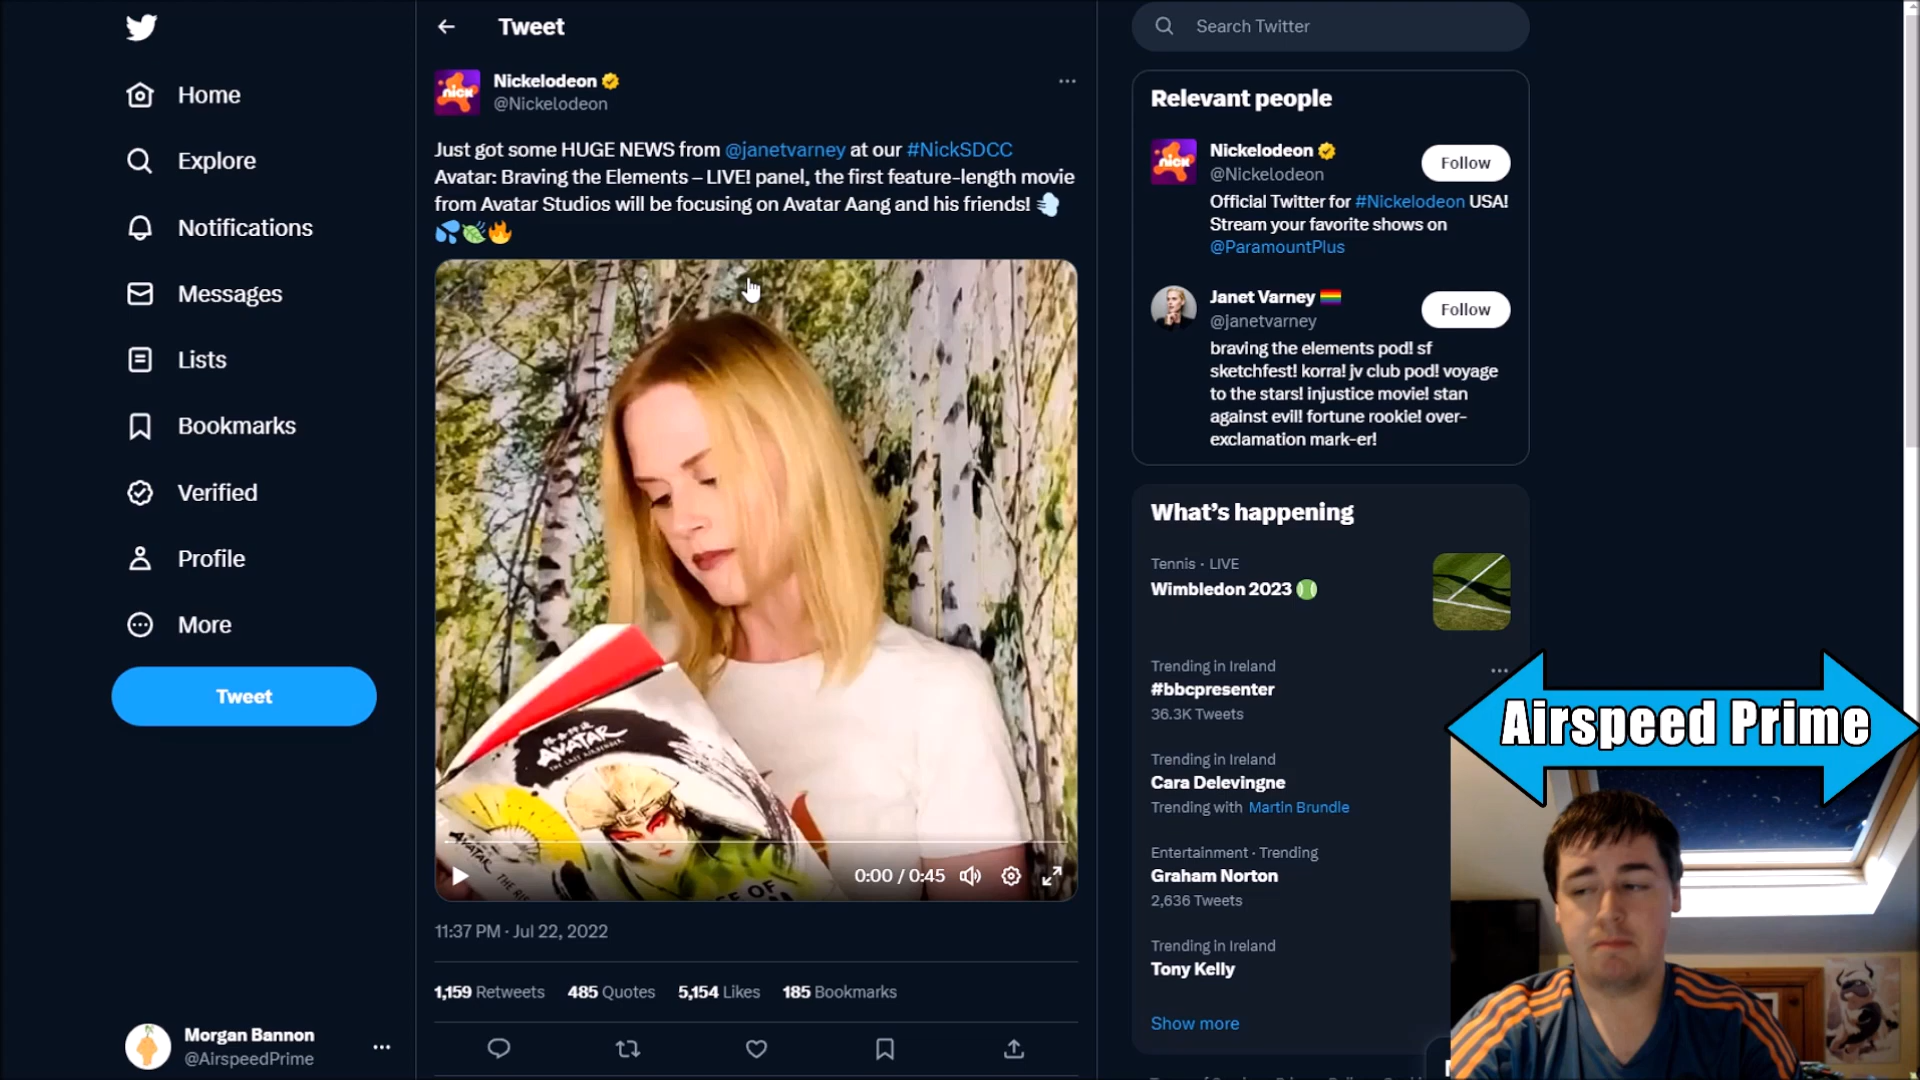 Home
Explore
Notifications
Messages
Lists
Bookmarks
Verified
Profile
More
Tweet
Morgan Bannon
@AirspeedPrime
Tweet
nick
Nickelodeon
@Nickelodeon
Just got some HUGE NEWS from @janetvarney at our #NickSDCC
Avatar: Braving the Elements – LIVE! panel, the first feature-length movie
from Avatar Studios will be focusing on Avatar Aang and his friends! 💨
💦🍃🔥
AVATAR
THE LAST AIRBENDER
AVATAR
0:00 / 0:45
11:37 PM · Jul 22, 2022
1,159 Retweets 485 Quotes 5,154 Likes 185 Bookmarks
Search Twitter
Relevant people
nick
Nickelodeon
@Nickelodeon
Follow
Official Twitter for #Nickelodeon USA!
Stream your favorite shows on
@ParamountPlus
Janet Varney 🏳️‍🌈
@janetvarney
Follow
braving the elements pod! sf
sketchfest! korra! jv club pod! voyage
to the stars! injustice movie! stan
against evil! fortune rookie! over-
exclamation mark-er!
What's happening
Tennis · LIVE
Wimbledon 2023 🎾
Trending in Ireland
#bbcpresenter
36.3K Tweets
Trending in Ireland
Cara Delevingne
Trending with Martin Brundle
Entertainment · Trending
Graham Norton
2,636 Tweets
Trending in Ireland
Tony Kelly
Show more
Airspeed Prime